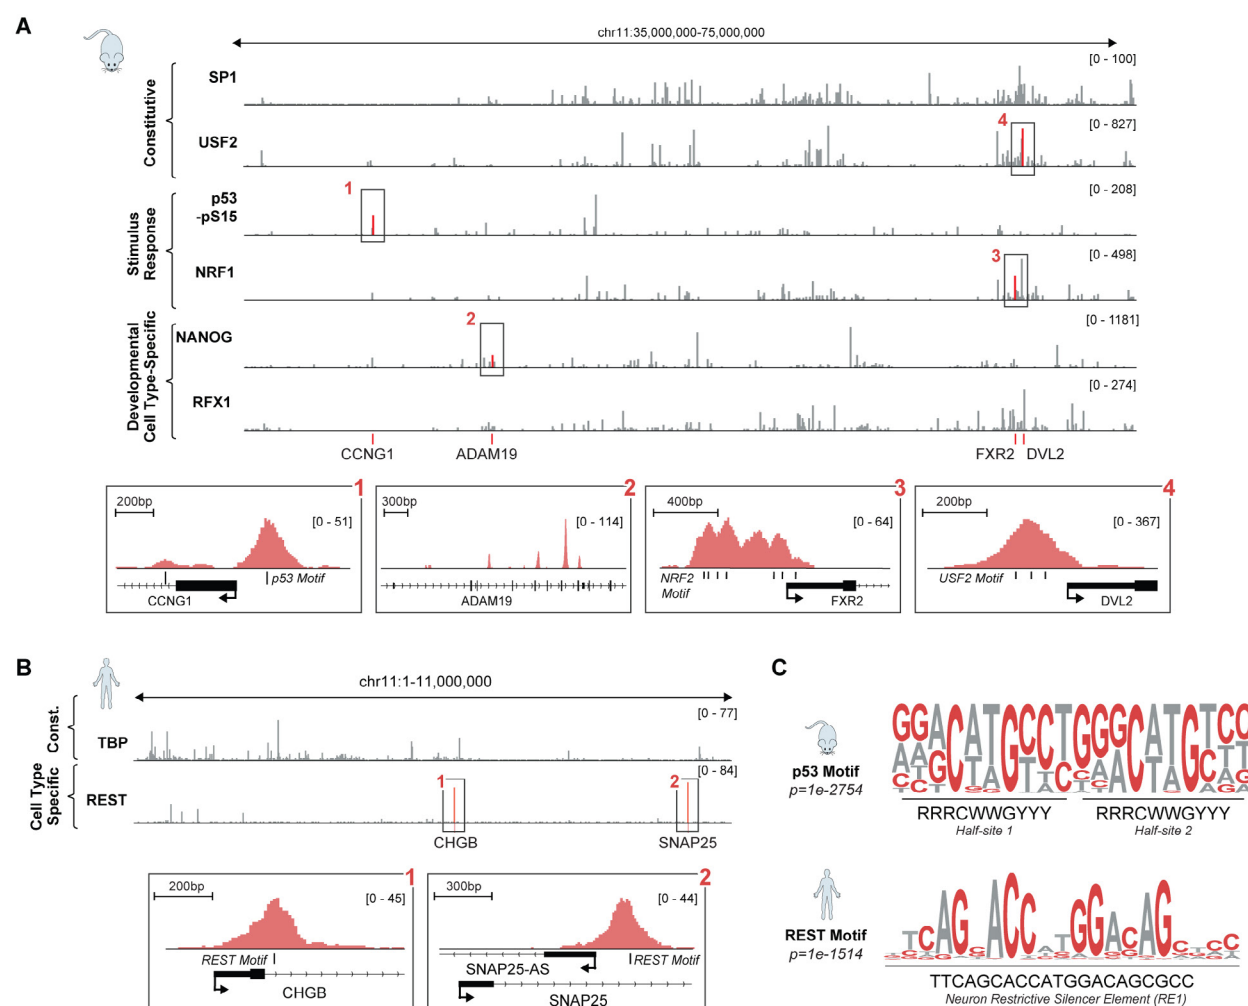 A
chr11:35,000,000-75,000,000
Constitutive
SP1
[0 - 100]
USF2
4
[0 - 827]
Stimulus
Response
p53
-pS15
1
[0 - 208]
NRF1
3
[0 - 498]
Developmental
Cell Type-Specific
NANOG
2
[0 - 1181]
RFX1
[0 - 274]
CCNG1
ADAM19
FXR2
DVL2
1
200bp
[0 - 51]
p53 Motif
CCNG1
2
300bp
[0 - 114]
ADAM19
3
400bp
[0 - 64]
NRF2
Motif
FXR2
4
200bp
[0 - 367]
USF2 Motif
DVL2
B
chr11:1-11,000,000
Const.
TBP
[0 - 77]
Cell Type
Specific
REST
[0 - 84]
1
2
CHGB
SNAP25
1
200bp
[0 - 45]
REST Motif
CHGB
2
300bp
[0 - 44]
REST Motif
SNAP25-AS
SNAP25
C
GGACATGCCTGGGCATGTCC
p53 Motif
p=1e-2754
RRRCWWGYYY
RRRCWWGYYY
Half-site 1
Half-site 2
REST Motif
p=1e-1514
TTCAGCACCATGGACAGCGCC
Neuron Restrictive Silencer Element (RE1)